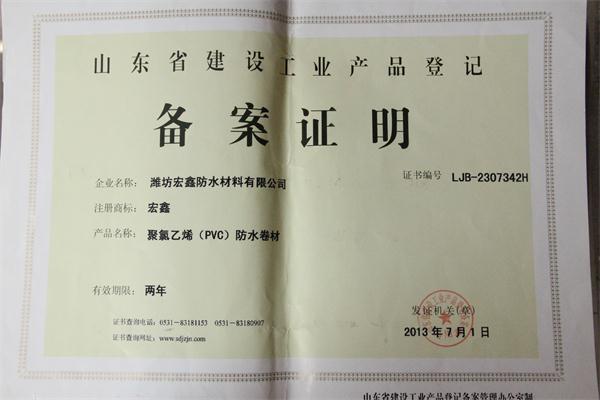 山东省建设工业产品登记
备案证明
证书编号 LJB-2307342H
企业名称： 潍坊宏鑫防水材料有限公司
注册商标： 宏鑫
产品名称： 聚氯乙烯（PVC）防水卷材
有效期限： 两年
发证机关(章)
证书查询电话：0531-83181153 0531-83180907
2013年7月1日
证书查询网址：www.sdjzjn.com
山东省建设工业产品登记备案管理办公室制